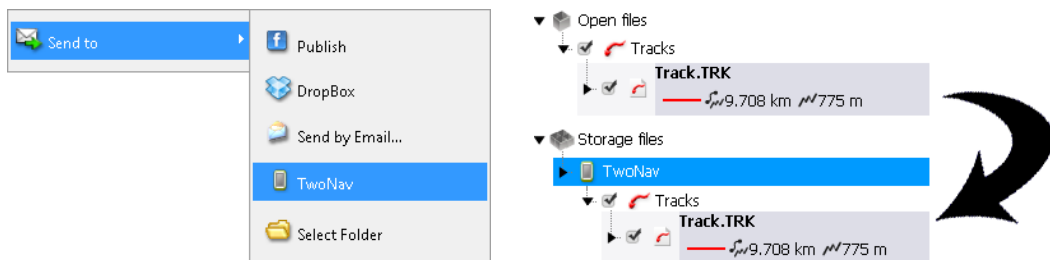 Send to
Publish
DropBox
Send by Email...
TwoNav
Select Folder
Open files
Tracks
Track.TRK
9.708 km 775 m
Storage files
TwoNav
Tracks
Track.TRK
9.708 km 775 m